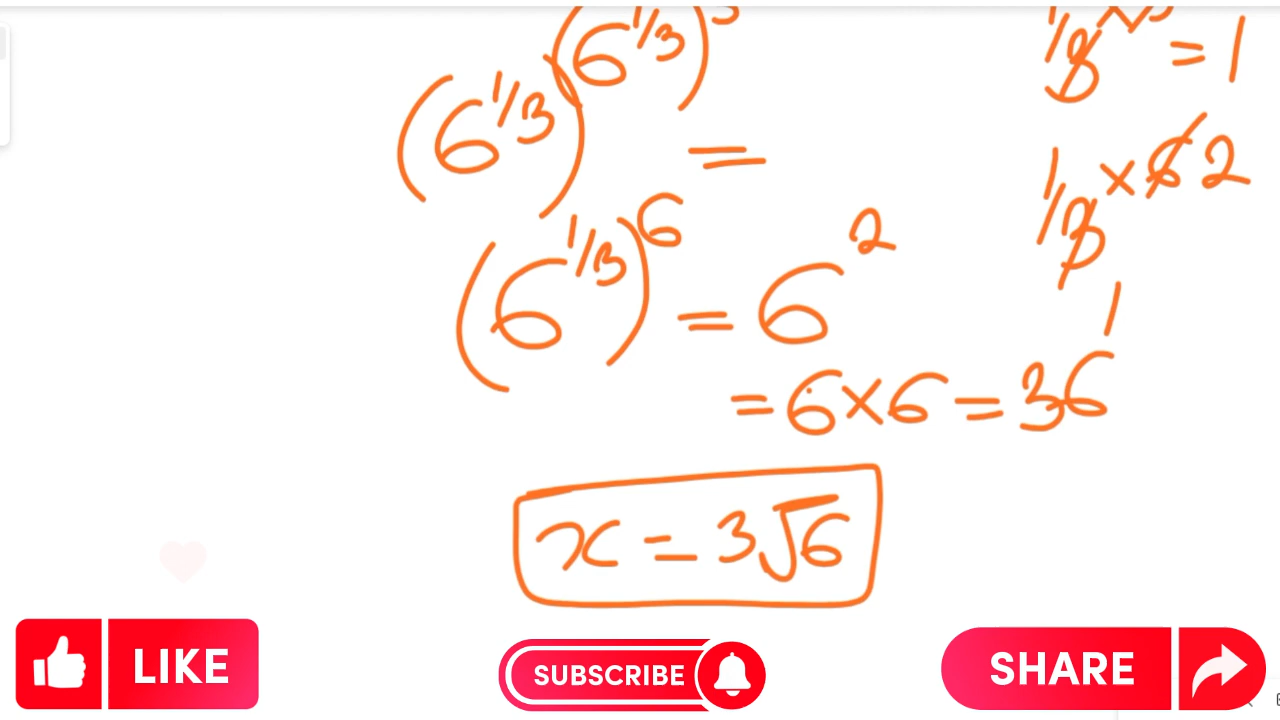 (6^1/3)^(6^1/3)^3 =
1/3 × 3 = 1
1/3 × 6 2
(6^1/3)^6 = 6^2
1
= 6×6 = 36
x = 3√6
LIKE
SUBSCRIBE
SHARE